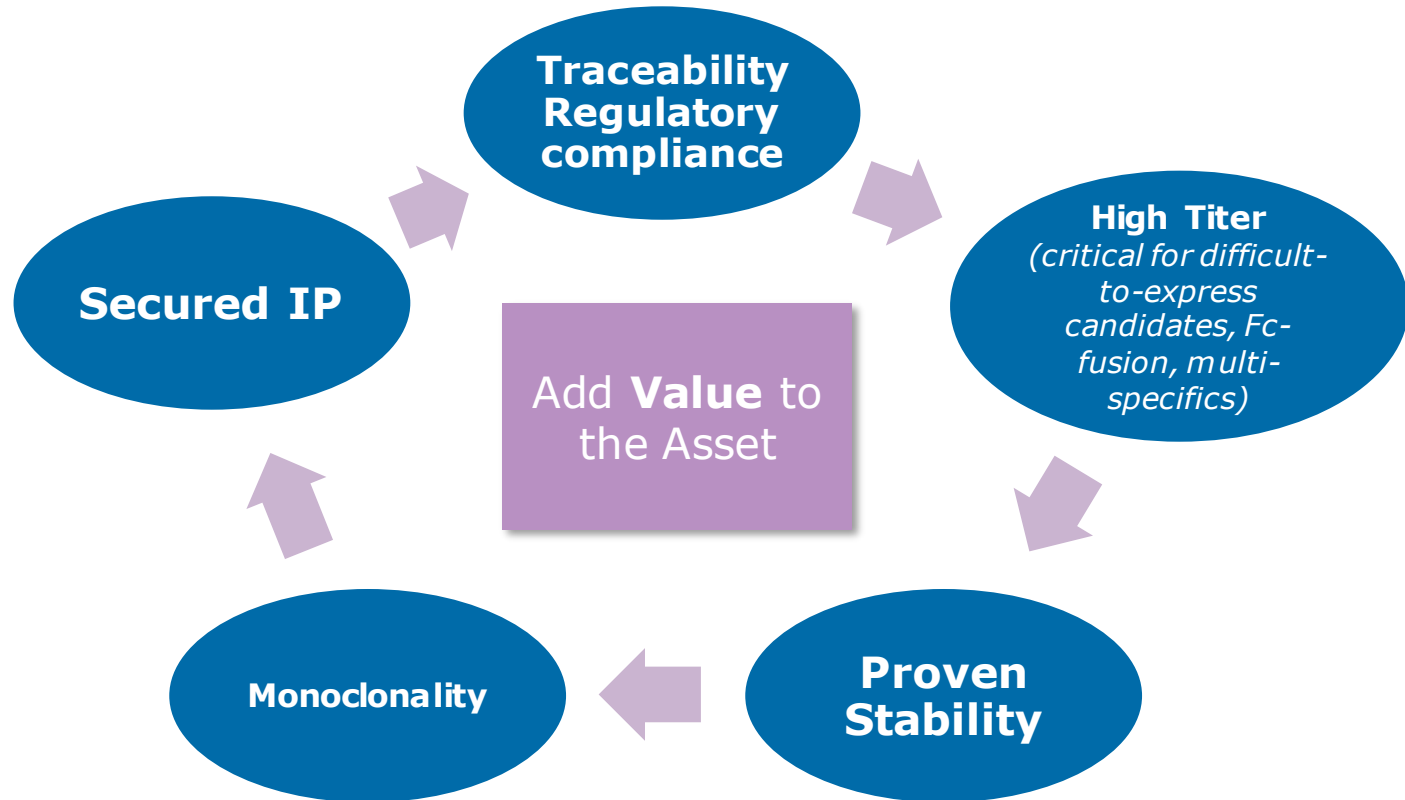 Traceability
Regulatory
compliance
High Titer
(critical for difficult-
to-express
candidates, Fc-
fusion, multi-
specifics)
Secured IP
Add Value to
the Asset
Proven
Stability
Monoclonality